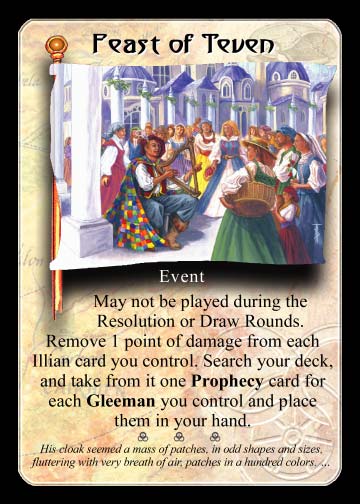 Feast of Teven
Event
May not be played during the
Resolution or Draw Rounds.
Remove 1 point of damage from each
Illian card you control. Search your deck,
and take from it one Prophecy card for
each Gleeman you control and place
them in your hand.
His cloak seemed a mass of patches, in odd shapes and sizes,
fluttering with very breath of air, patches in a hundred colors. ...